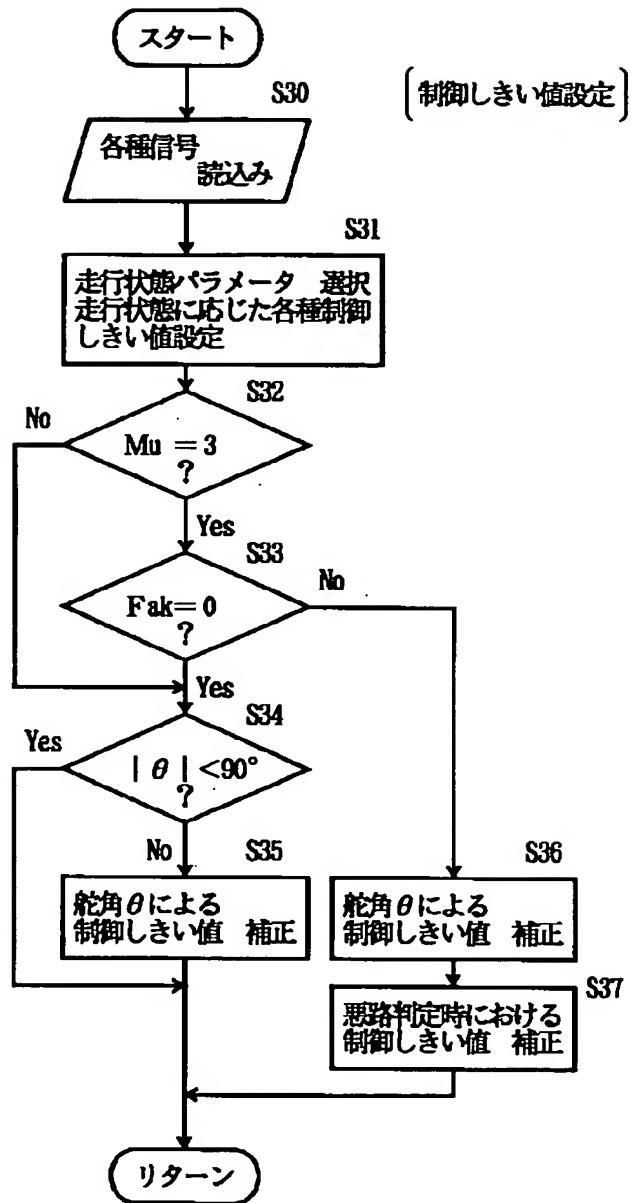 スタート
S30
制御しきい値設定
各種信号
読込み
S31
走行状態パラメータ 選択
走行状態に応じた各種制御
しきい値設定
S32
No
Mu = 3
?
Yes
S33
No
Fak= 0
?
Yes
S34
Yes
| θ | <90°
?
No
S35
S36
舵角θによる
制御しきい値 補正
舵角θによる
制御しきい値 補正
S37
悪路判定時における
制御しきい値 補正
リターン